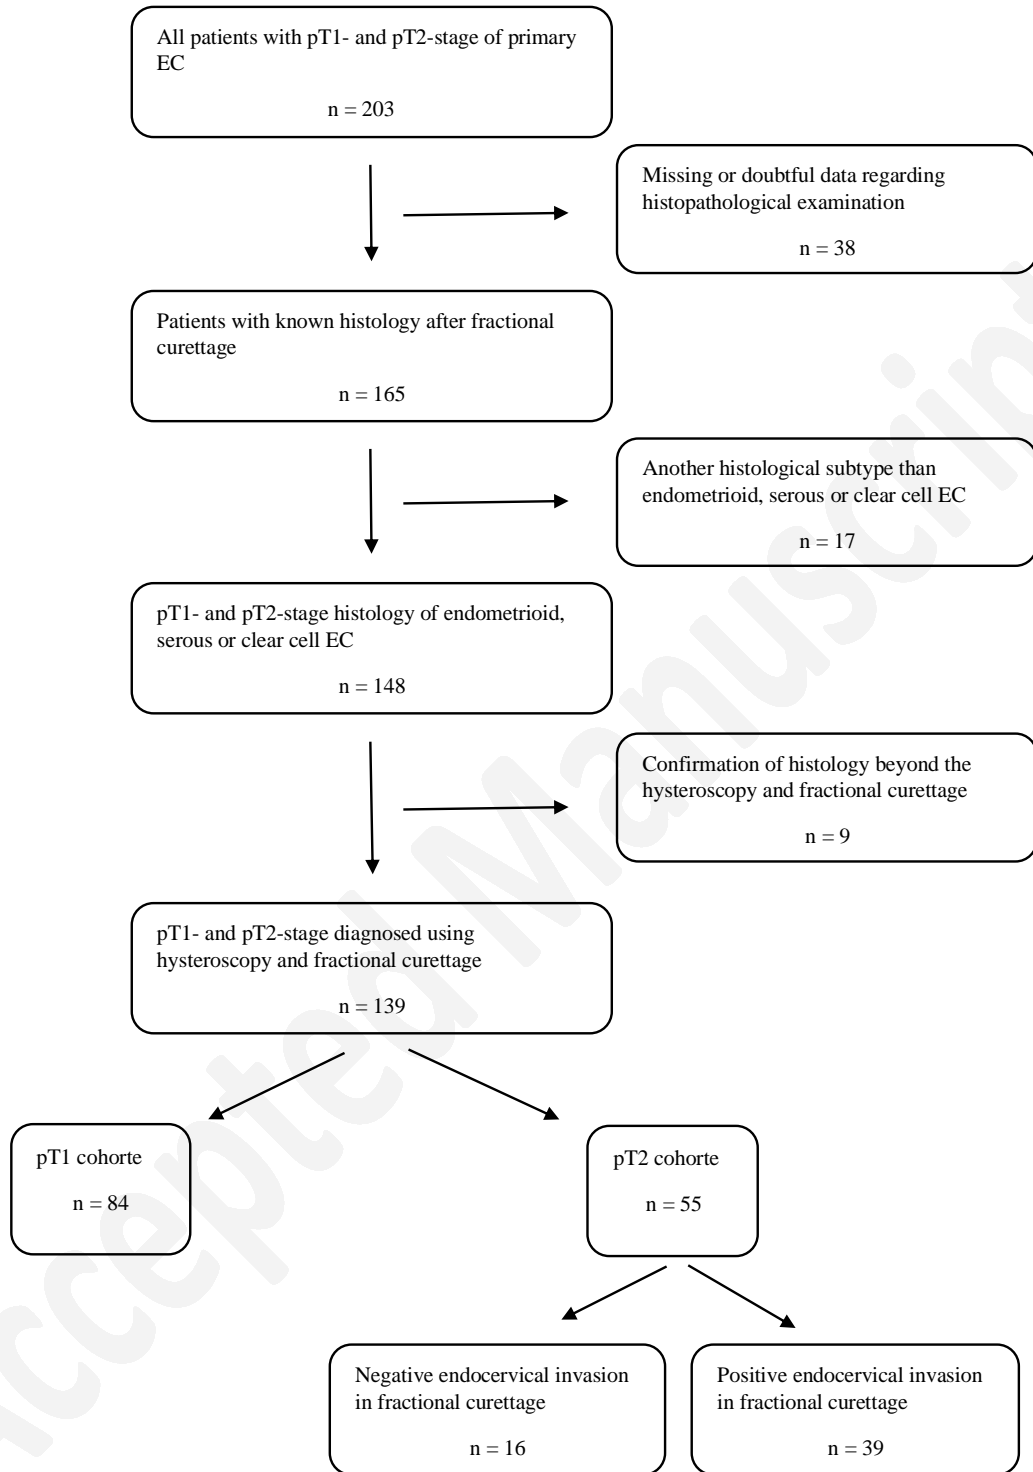 All patients with pT1- and pT2-stage of primary
EC
n = 203
Missing or doubtful data regarding
histopathological examination
n = 38
Patients with known histology after fractional
curettage
n = 165
Another histological subtype than
endometrioid, serous or clear cell EC
n = 17
pT1- and pT2-stage histology of endometrioid,
serous or clear cell EC
n = 148
Confirmation of histology beyond the
hysteroscopy and fractional curettage
n = 9
pT1- and pT2-stage diagnosed using
hysteroscopy and fractional curettage
n = 139
pT1 cohorte
n = 84
pT2 cohorte
n = 55
Negative endocervical invasion
in fractional curettage
n = 16
Positive endocervical invasion
in fractional curettage
n = 39
Accepted Manuscript